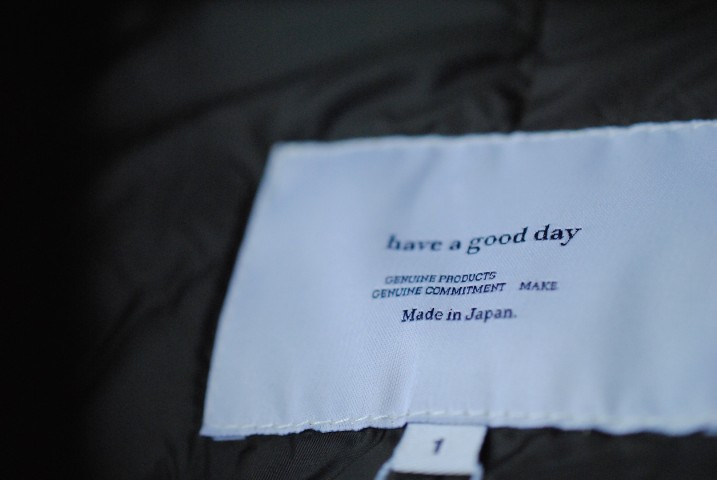 have a good day
GENUINE PRODUCTS
GENUINE COMMITMENT MAKE.
Made in Japan.
1